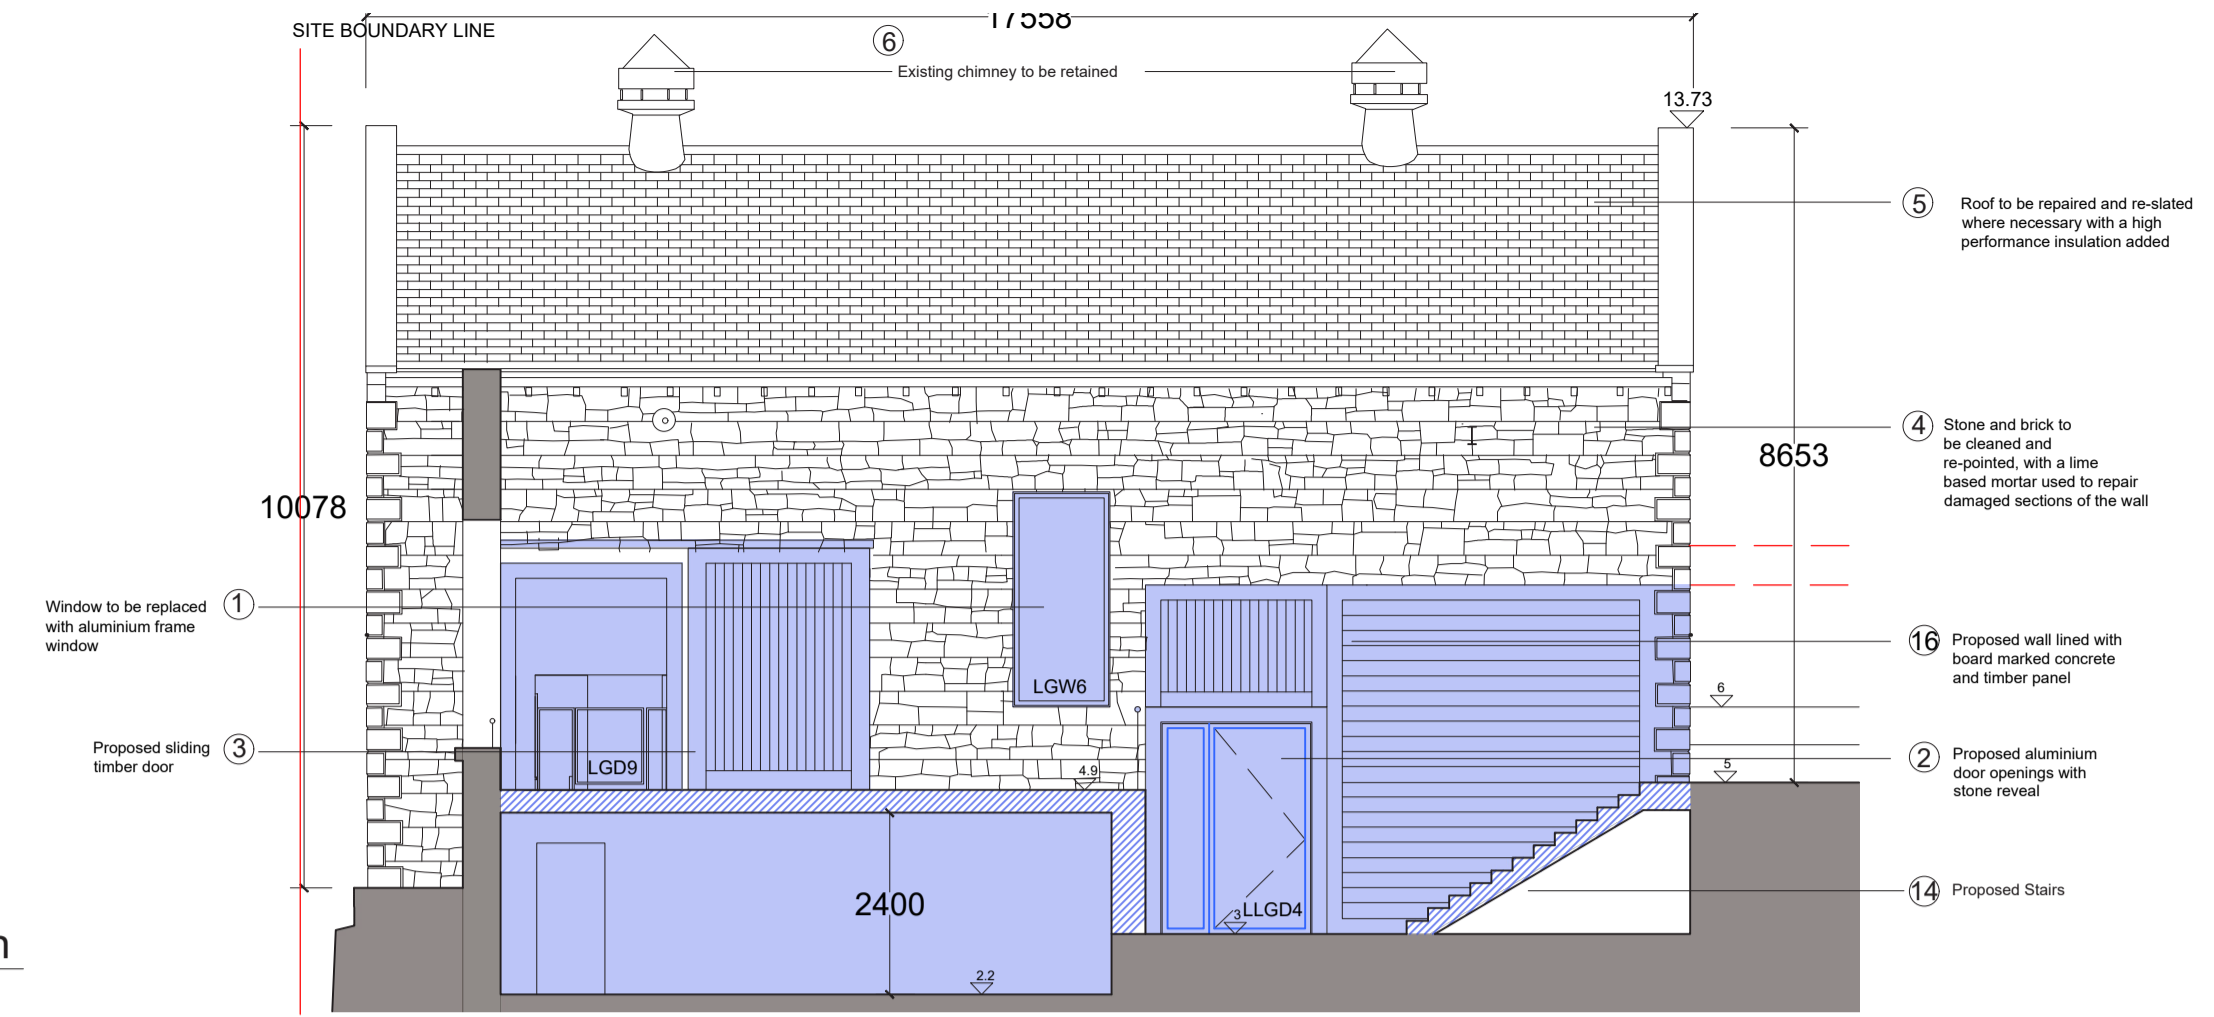 17558
SITE BOUNDARY LINE
6
Existing chimney to be retained
13.73
5
Roof to be repaired and re-slated
where necessary with a high
performance insulation added
4
Stone and brick to
be cleaned and
re-pointed, with a lime
based mortar used to repair
damaged sections of the wall
8653
10078
1
Window to be replaced
with aluminium frame
window
16
Proposed wall lined with
board marked concrete
and timber panel
LGW6
6
3
Proposed sliding
timber door
LGD9
4.9
5
2
Proposed aluminium
door openings with
stone reveal
2400
3
LLGD4
14
Proposed Stairs
2.2